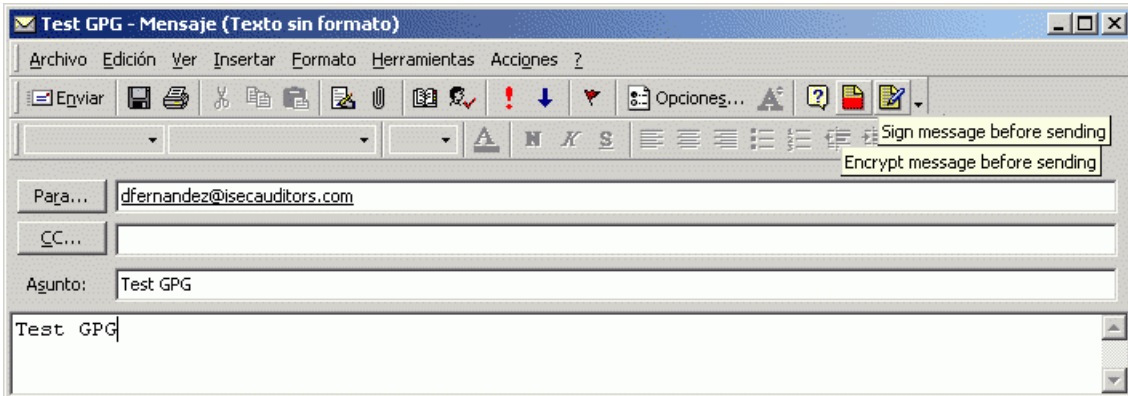 Test GPG - Mensaje (Texto sin formato)
Archivo Edición Ver Insertar Formato Herramientas Acciones ?
Enviar Opciones...
N K S
Sign message before sending
Encrypt message before sending
Para... dfernandez@isecauditors.com
CC...
Asunto: Test GPG
Test GPG